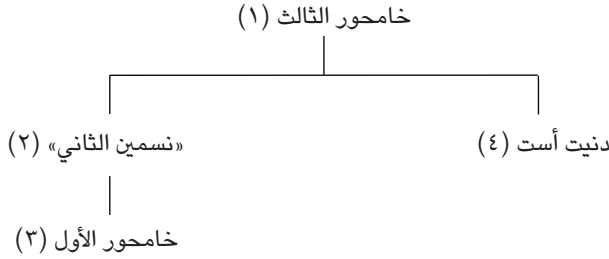 خامحور الثالث (١)
دنيت أست (٤)
«نسمين الثاني» (٢)
خامحور الأول (٣)